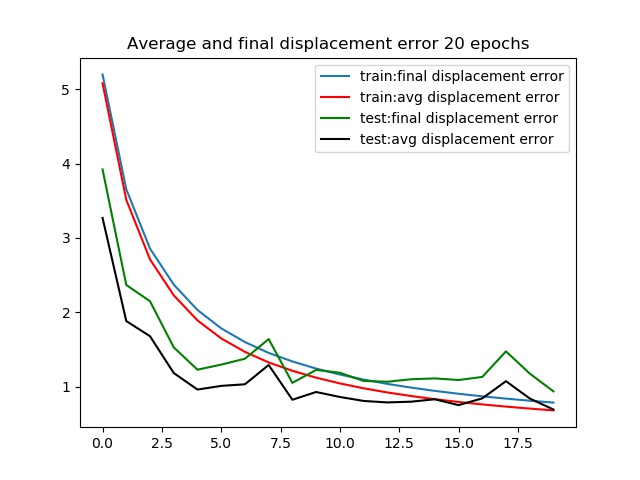 Average and final displacement error 20 epochs
train:final displacement error
train:avg displacement error
test:final displacement error
test:avg displacement error
5
4
3
2
1
0.0 2.5 5.0 7.5 10.0 12.5 15.0 17.5